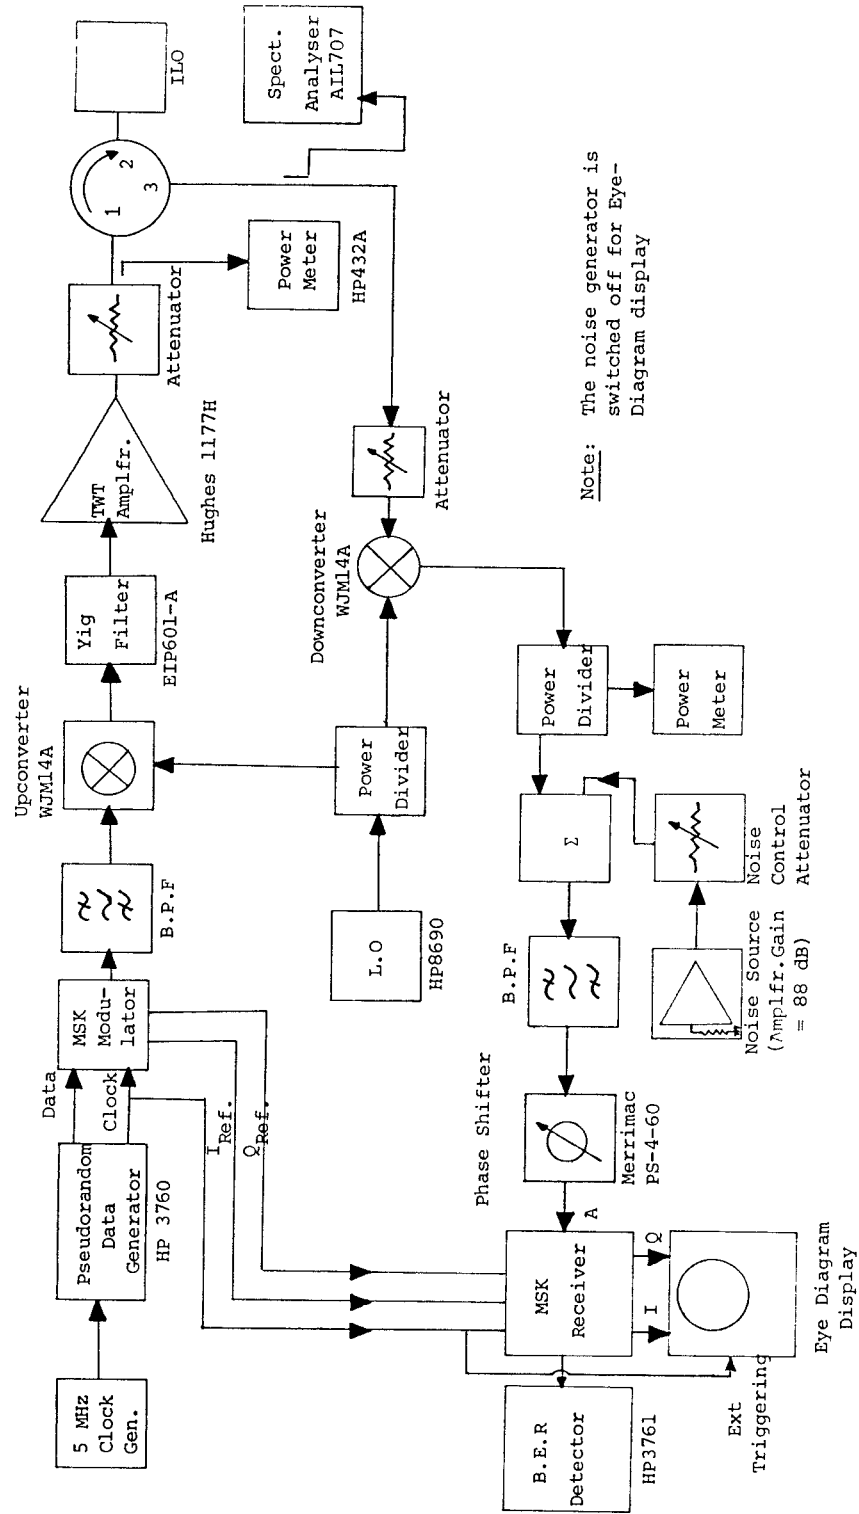 5 MHz
Clock
Gen.
Pseudorandom
Data
Generator
HP 3760
Data
Clock
MSK
Modu-
lator
I Ref.
Q Ref.
B.P.F
Upconverter
WJM14A
Yig
Filter
EIP601-A
TWT
Amplfr.
Hughes 1177H
Attenuator
Power
Meter
HP432A
1
2
3
ILO
Spect.
Analyser
AIL707
L.O
HP8690
Power
Divider
Downconverter
WJM14A
Attenuator
B.E.R
Detector
HP3761
MSK
Receiver
A
I
Q
Ext
Triggering
Eye Diagram
Display
Phase Shifter
Merrimac
PS-4-60
B.P.F
Σ
Power
Divider
Power
Meter
Noise Source
(Amplfr.Gain
= 88 dB)
Noise
Control
Attenuator
Note: The noise generator is
switched off for Eye-
Diagram display